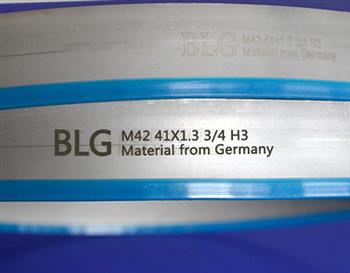 BLG M42 41x1.3 3/4 H3
Material from Germany
BLG M42 41X1.3 3/4 H3
Material from Germany